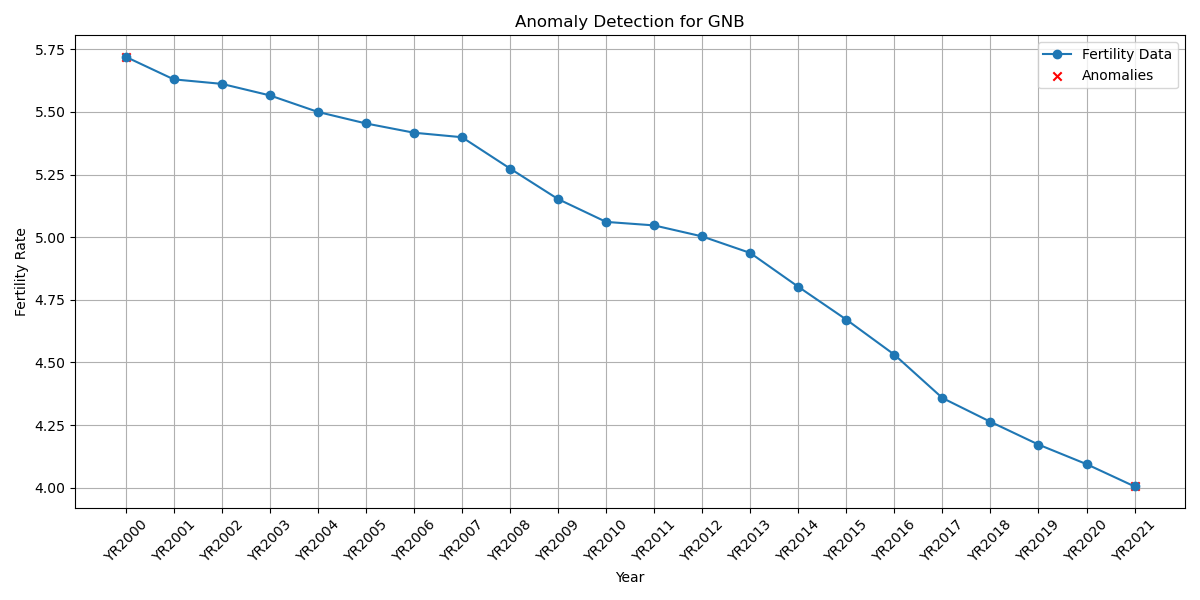 Anomaly Detection for GNB
Fertility Data
Anomalies
Fertility Rate
5.75
5.50
5.25
5.00
4.75
4.50
4.25
4.00
YR2000
YR2001
YR2002
YR2003
YR2004
YR2005
YR2006
YR2007
YR2008
YR2009
YR2010
YR2011
YR2012
YR2013
YR2014
YR2015
YR2016
YR2017
YR2018
YR2019
YR2020
YR2021
Year